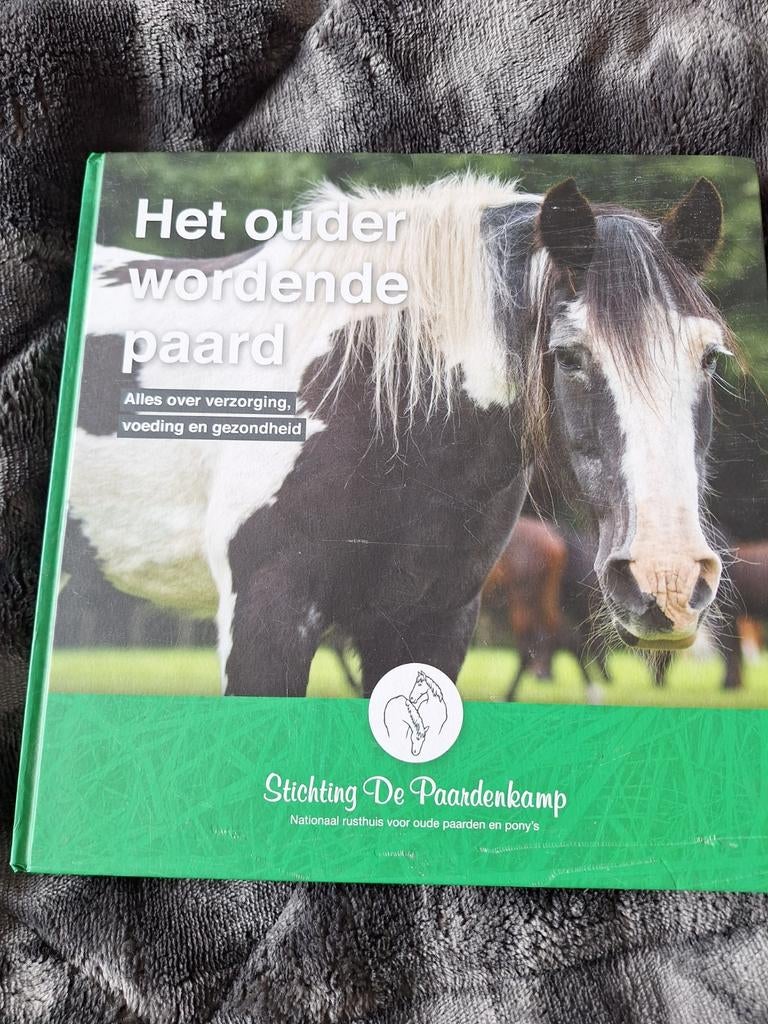 Het ouder
wordende
paard
Alles over verzorging,
voeding en gezondheid
Stichting De Paardenkamp
Nationaal rusthuis voor oude paarden en pony's